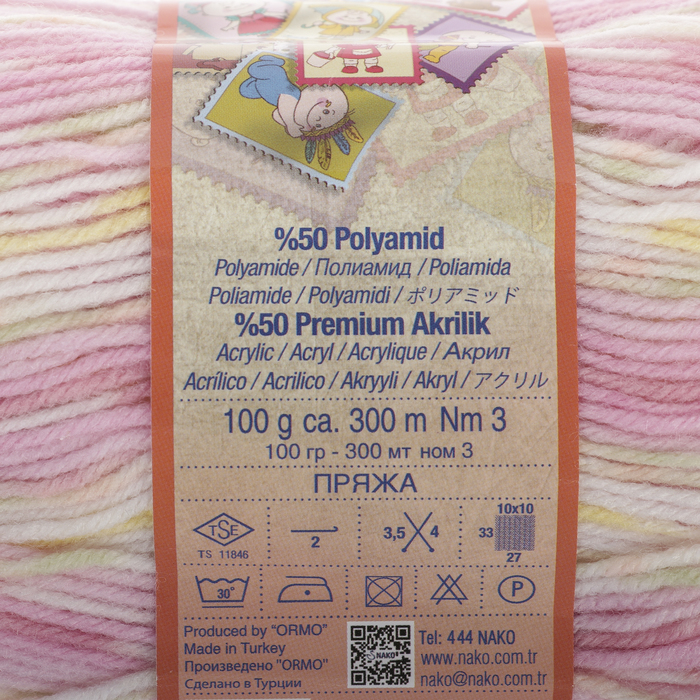 %50 Polyamid
Polyamide / Полиамид / Poliamida
Poliamide / Polyamidi / ポリアミッド
%50 Premium Akrilik
Acrylic / Acryl / Acrylique / Акрил
Acrílico / Acrilico / Akryyli / Akryl / アクリル
100 g ca. 300 m Nm 3
100 гр - 300 мт ном 3
ПРЯЖА
TSE
TS 11846
2
3,5 4
10x10
33
27
30°
P
Produced by "ORMO"
Made in Turkey
Произведено "ORMO"
Сделано в Турции
NAKO
Tel: 444 NAKO
www.nako.com.tr
nako@nako.com.tr